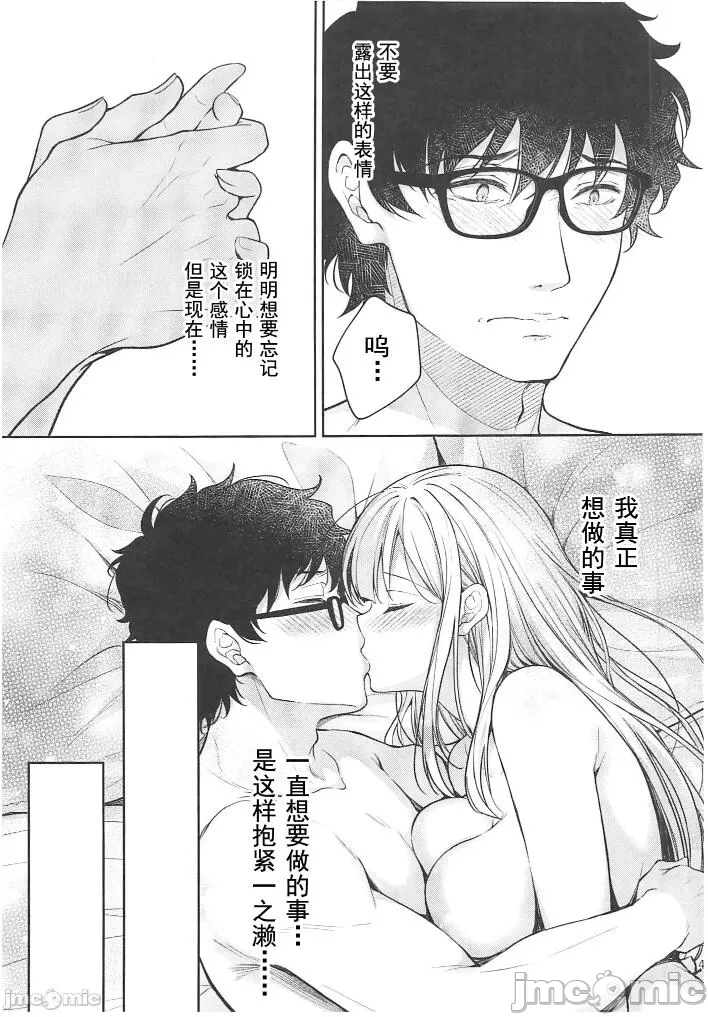 不要
露出这样的表情
呜…
明明想要忘记
锁在心中的
这个感情
但是现在……
我真正
想做的事
一直想要做的事…
是这样抱紧一之濑……
jmcomic
jmcomic